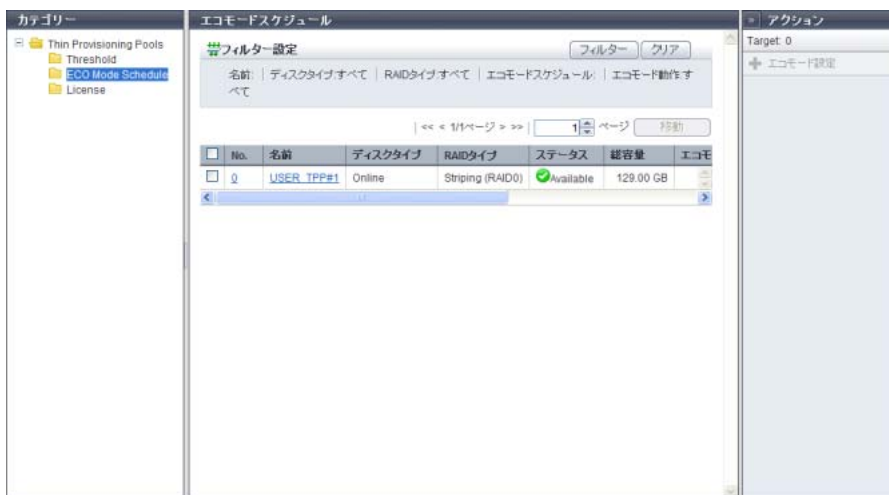 カテゴリー
Thin Provisioning Pools
Threshold
ECO Mode Schedule
License
エコモードスケジュール
フィルター設定
フィルター
クリア
名前: | ディスクタイプすべて | RAIDタイプすべて | エコモードスケジュール: | エコモード動作す
べて
| << < 1/1ページ > >> | 1 ページ 移動
No. 名前 ディスクタイプ RAIDタイプ ステータス 総容量 エコモ
0 USER_TPP#1 Online Striping (RAID0) Available 129.00 GB
» アクション
Target: 0
エコモード設定